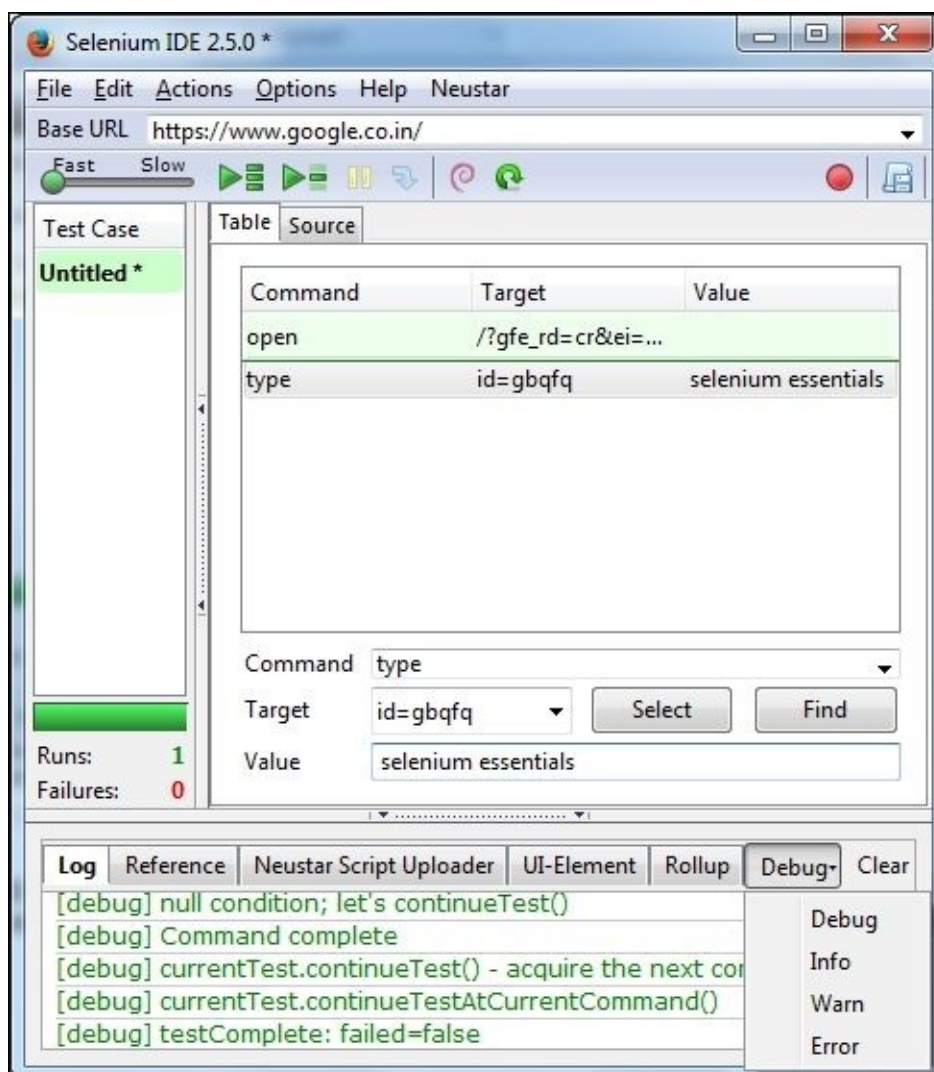 Selenium IDE 2.5.0 *
File Edit Actions Options Help Neustar
Base URL https://www.google.co.in/
Fast Slow
Test Case
Untitled *
Table Source
Command Target Value
open /?gfe_rd=cr&ei=...
type id=gbqfq selenium essentials
Command type
Target id=gbqfq Select Find
Value selenium essentials
Runs: 1
Failures: 0
Log Reference Neustar Script Uploader UI-Element Rollup Debug Clear
[debug] null condition; let's continueTest()
[debug] Command complete
[debug] currentTest.continueTest() - acquire the next
[debug] currentTest.continueTestAtCurrentCommand()
[debug] testComplete: failed=false
Debug
Info
Warn
Error